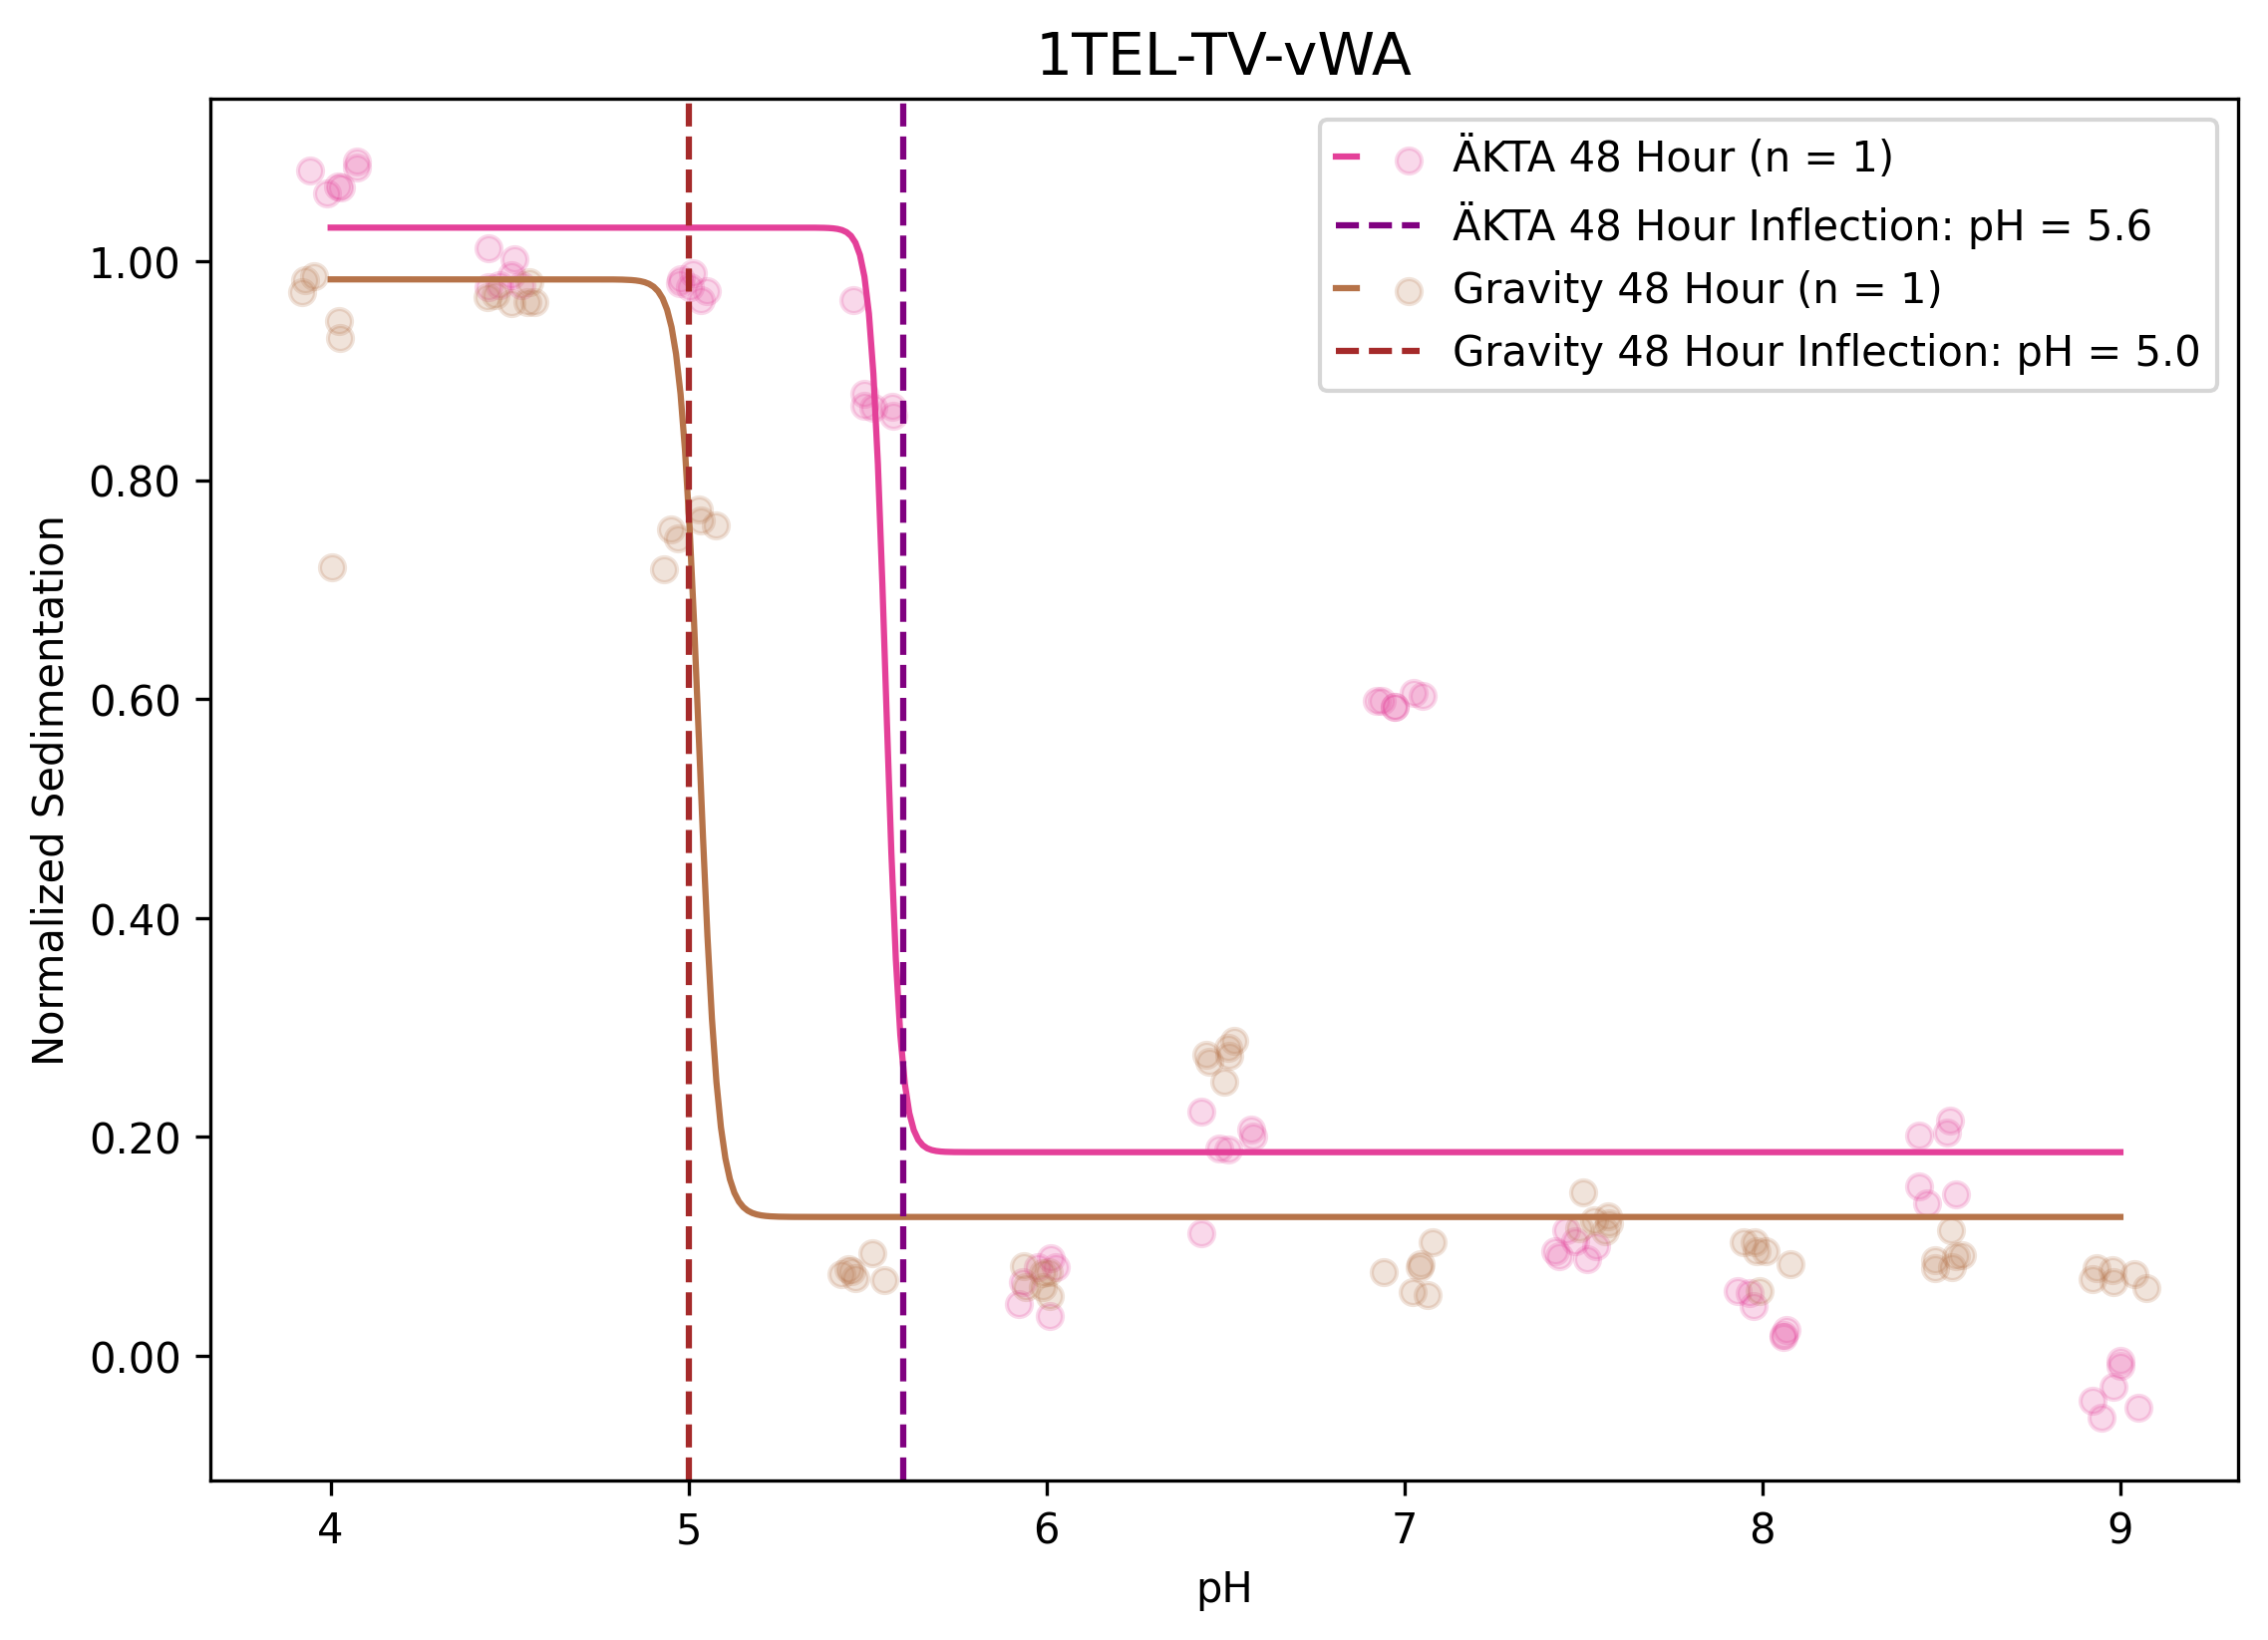 1TEL-TV-vWA
ÄKTA 48 Hour (n = 1)
ÄKTA 48 Hour Inflection: pH = 5.6
Gravity 48 Hour (n = 1)
Gravity 48 Hour Inflection: pH = 5.0
Normalized Sedimentation
1.00
0.80
0.60
0.40
0.20
0.00
4 5 6 7 8 9
pH